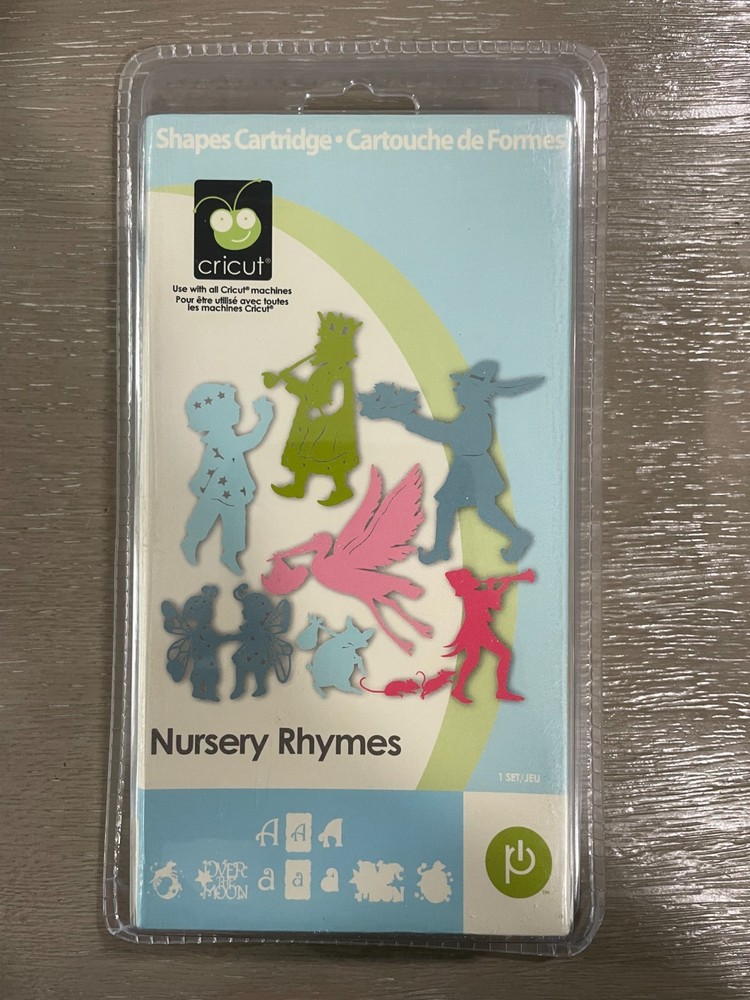 Shapes Cartridge • Cartouche de Formes
cricut®
Use with all Cricut® machines
Pour être utilisé avec toutes
les machines Cricut®
Nursery Rhymes
1 SET/JEU
A A A
OVER
THE
MOON
a a a